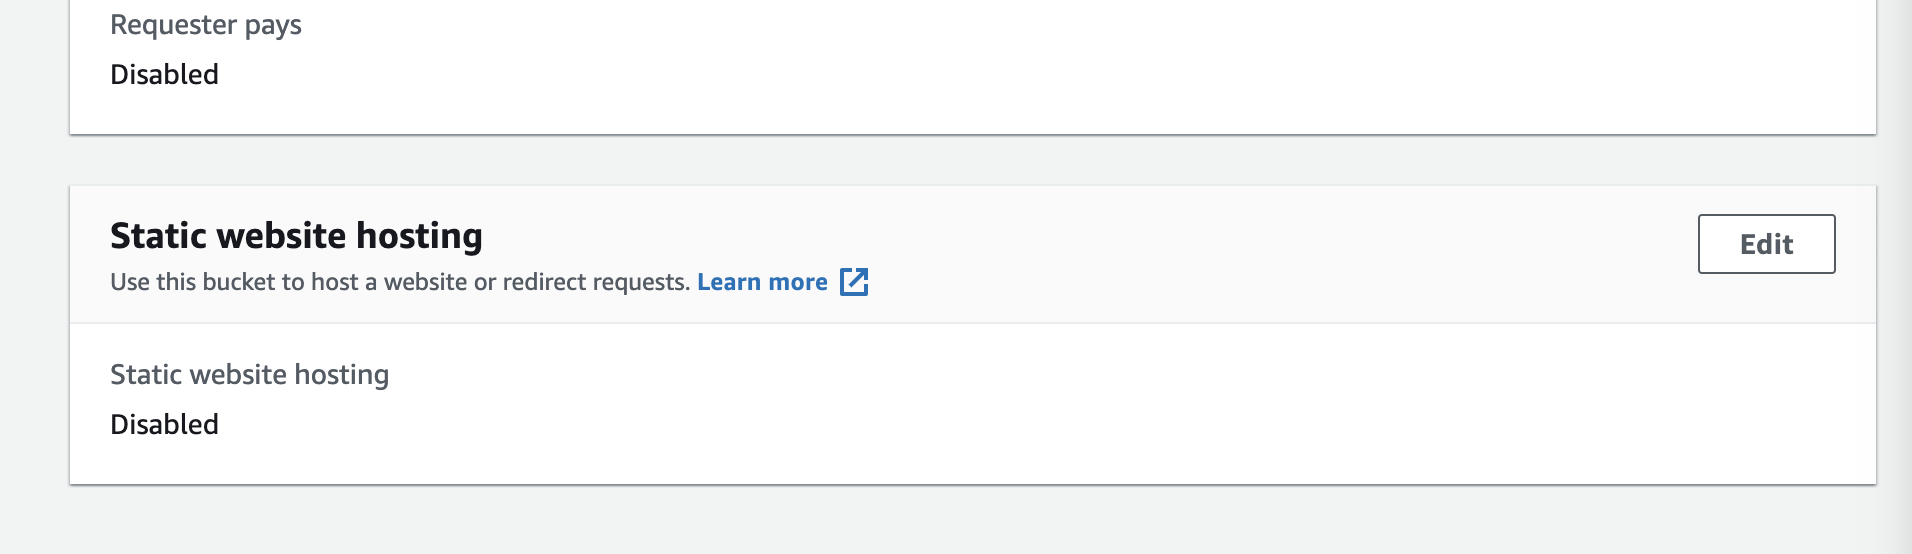 Requester pays
Disabled
Static website hosting
Edit
Use this bucket to host a website or redirect requests. Learn more
Static website hosting
Disabled